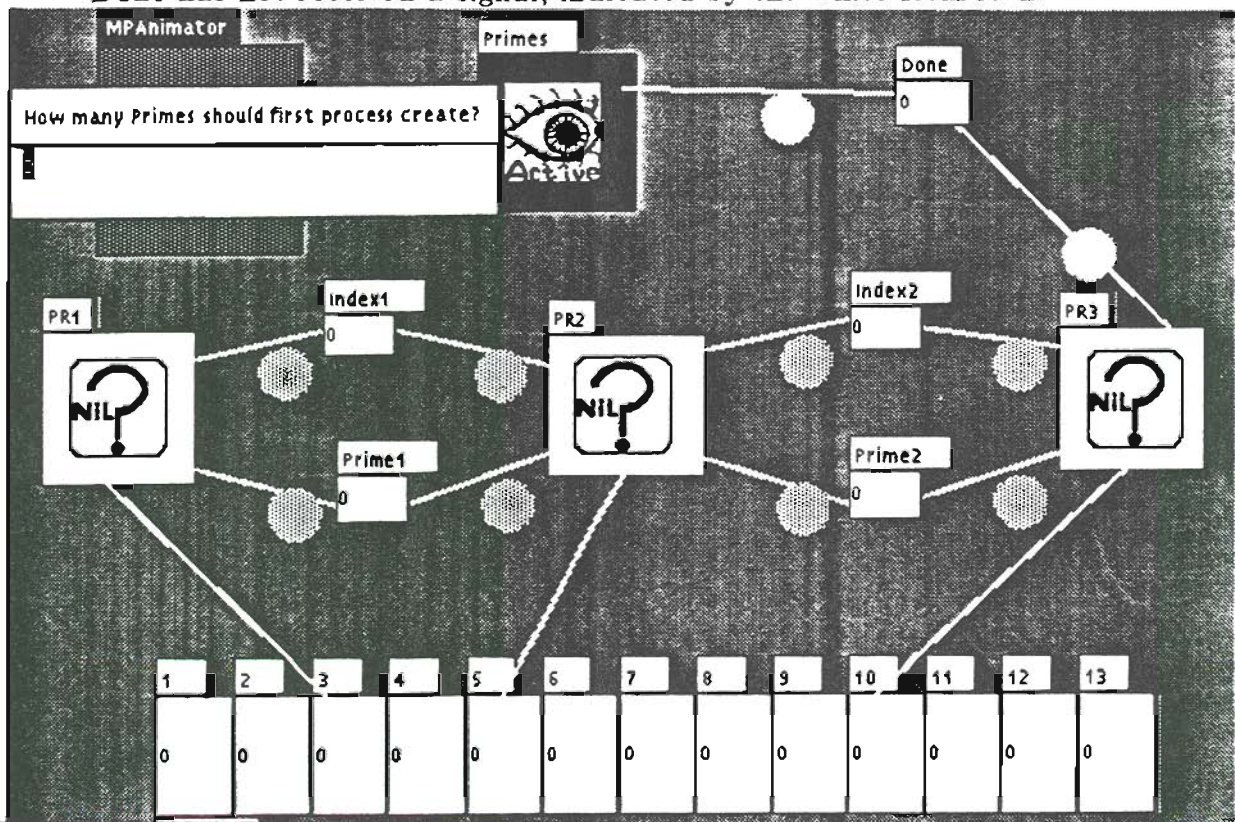 MPAnimator
Primes
Done
0
How many Primes should first process create?
Active
Index1
0
Index2
0
PR1
PR2
PR3
NIL?
NIL?
NIL?
Prime1
0
Prime2
0
1 2 3 4 5 6 7 8 9 10 11 12 13
0 0 0 0 0 0 0 0 0 0 0 0 0